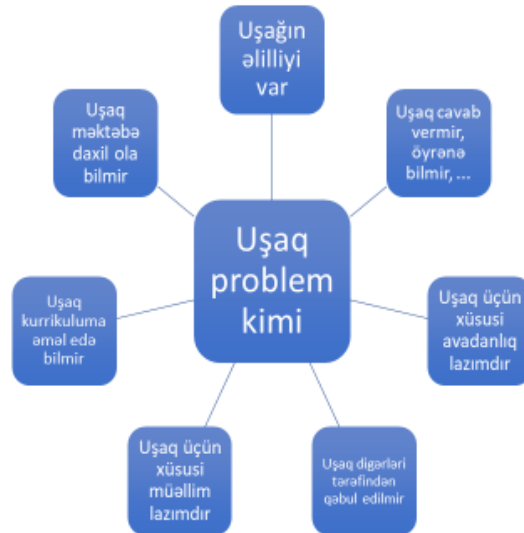 Uşağın
əlilliyi
var
Uşaq
məktəbə
daxil ola
bilmir
Uşaq cavab
vermir,
öyrənə
bilmir, ...
Uşaq
problem
kimi
Uşaq
kurrikuluma
əməl edə
bilmir
Uşaq üçün
xüsusi
avadanlıq
lazımdır
Uşaq üçün
xüsusi
müəllim
lazımdır
Uşaq digərləri
tərəfindən
qəbul edilmir